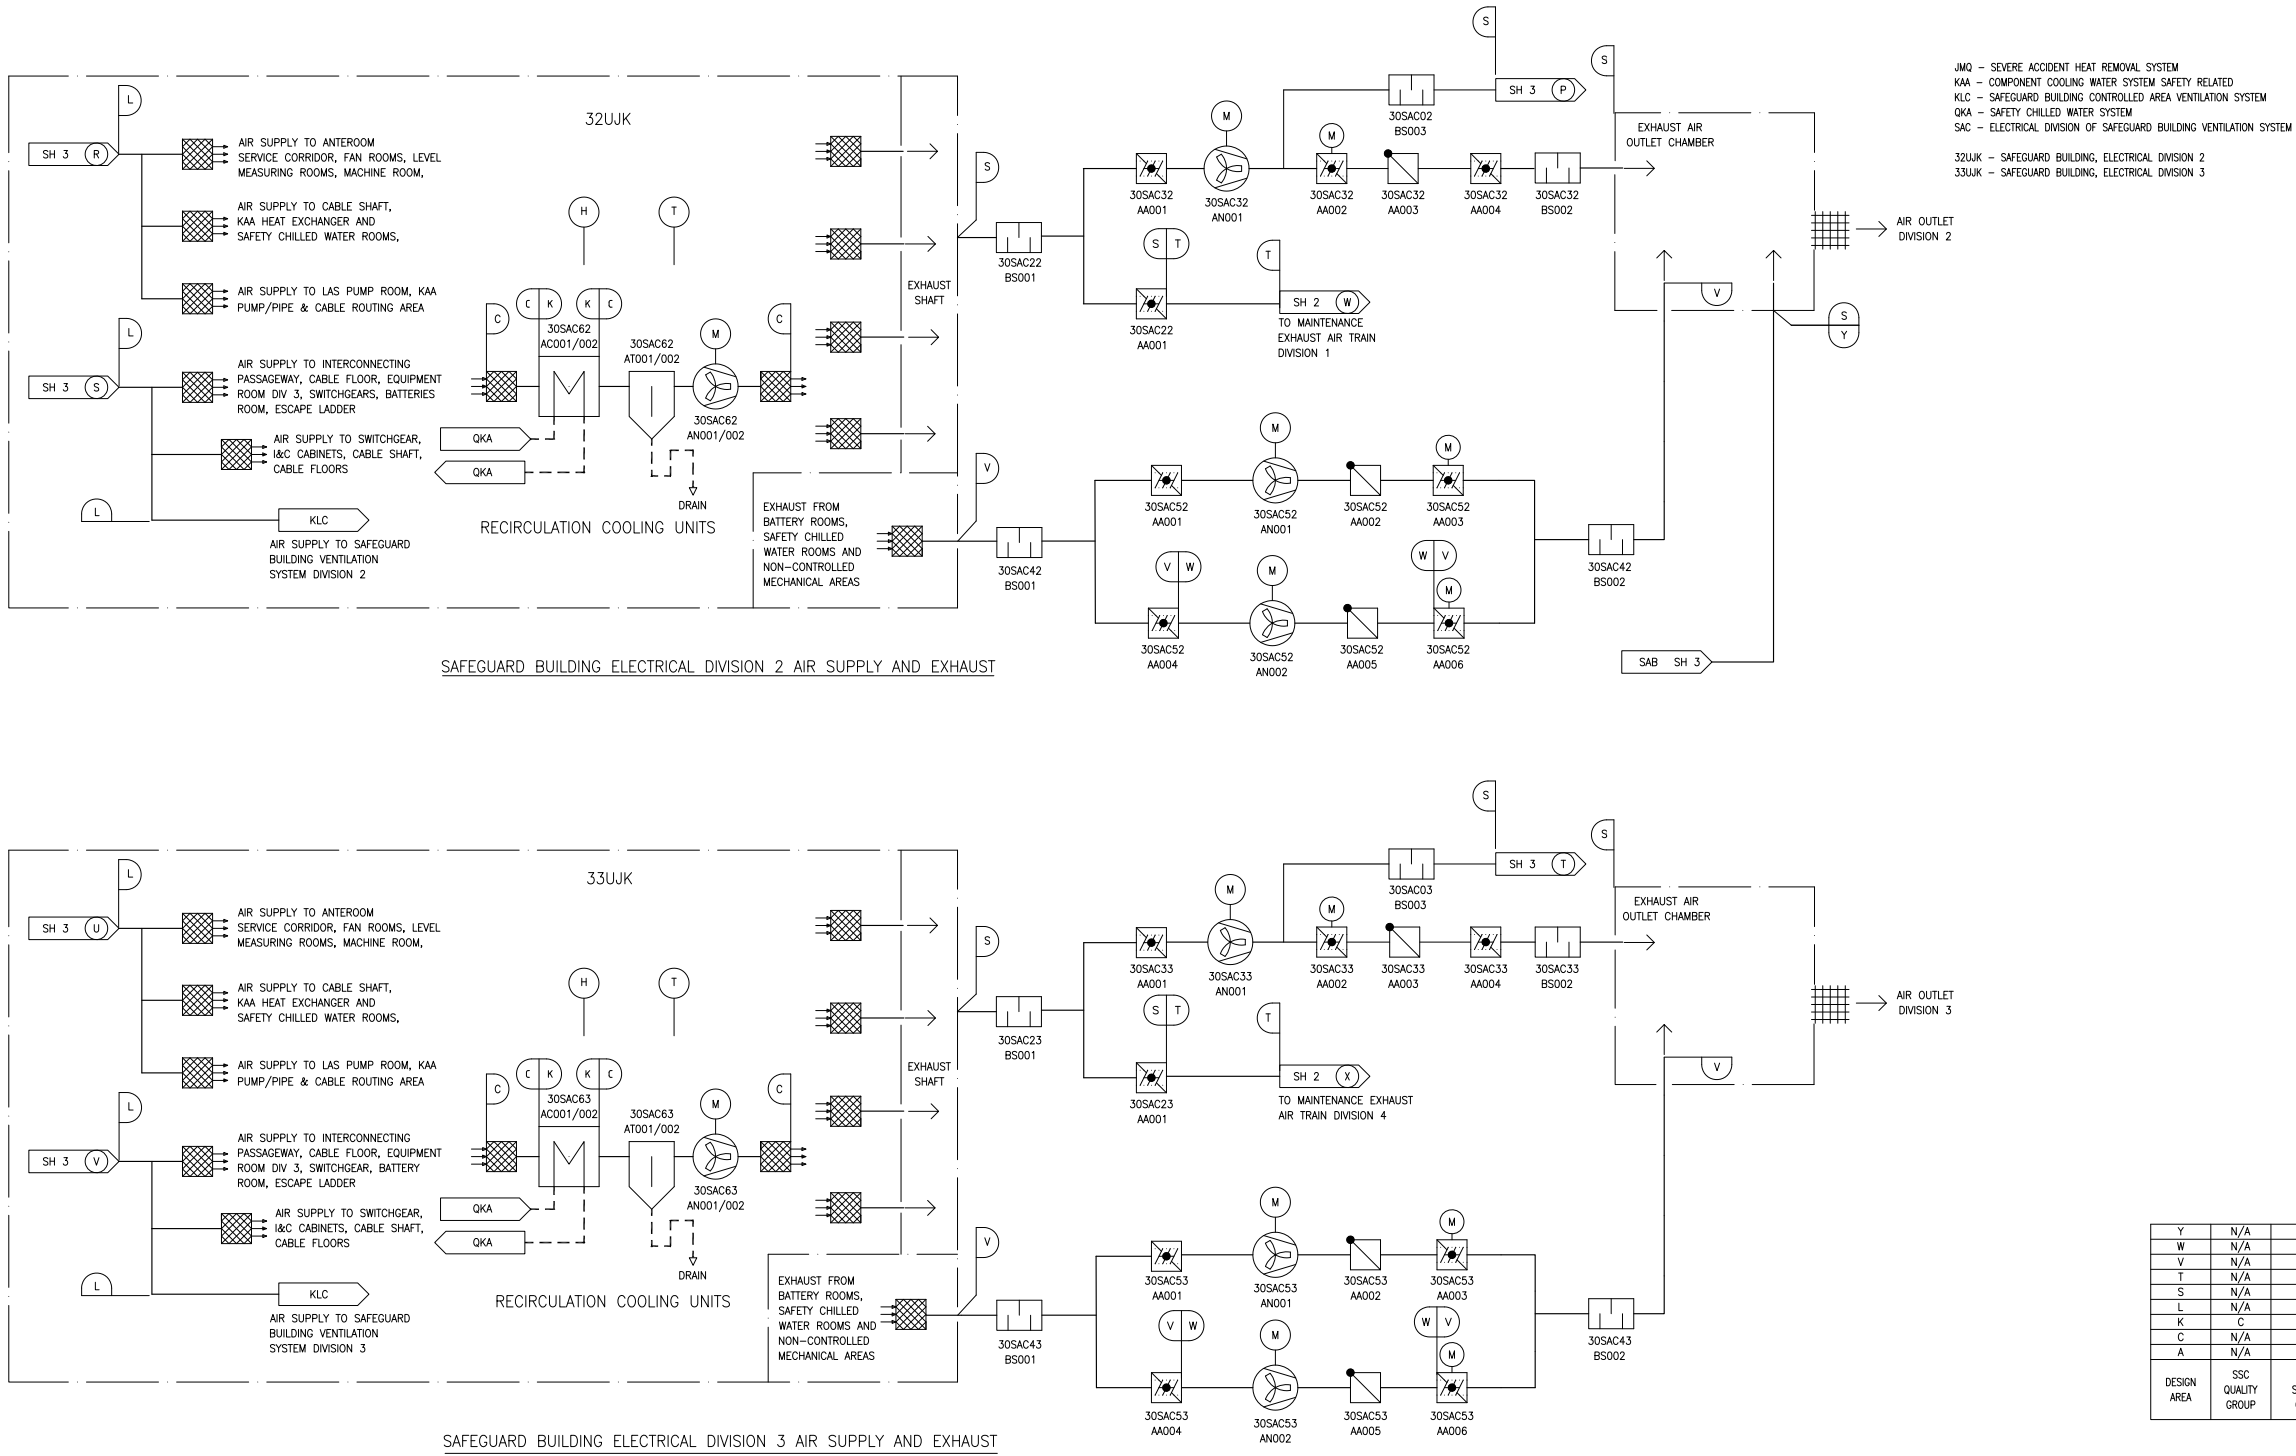 JMQ – SEVERE ACCIDENT HEAT REMOVAL SYSTEM
KAA – COMPONENT COOLING WATER SYSTEM SAFETY RELATED
KLC – SAFEGUARD BUILDING CONTROLLED AREA VENTILATION SYSTEM
QKA – SAFETY CHILLED WATER SYSTEM
SAC – ELECTRICAL DIVISION OF SAFEGUARD BUILDING VENTILATION SYSTEM
32UJK – SAFEGUARD BUILDING, ELECTRICAL DIVISION 2
33UJK – SAFEGUARD BUILDING, ELECTRICAL DIVISION 3
32UJK
L
SH 3 R
AIR SUPPLY TO ANTEROOM
SERVICE CORRIDOR, FAN ROOMS, LEVEL
MEASURING ROOMS, MACHINE ROOM,
AIR SUPPLY TO CABLE SHAFT,
KAA HEAT EXCHANGER AND
SAFETY CHILLED WATER ROOMS,
AIR SUPPLY TO LAS PUMP ROOM, KAA
PUMP/PIPE & CABLE ROUTING AREA
L
SH 3 S
AIR SUPPLY TO INTERCONNECTING
PASSAGEWAY, CABLE FLOOR, EQUIPMENT
ROOM DIV 3, SWITCHGEARS, BATTERIES
ROOM, ESCAPE LADDER
AIR SUPPLY TO SWITCHGEAR,
I&C CABINETS, CABLE SHAFT,
CABLE FLOORS
L
KLC
AIR SUPPLY TO SAFEGUARD
BUILDING VENTILATION
SYSTEM DIVISION 2
H
T
C
C K
K C
C
30SAC62
AC001/002
30SAC62
AT001/002
M
30SAC62
AN001/002
QKA
QKA
DRAIN
RECIRCULATION COOLING UNITS
EXHAUST
SHAFT
EXHAUST FROM
BATTERY ROOMS,
SAFETY CHILLED
WATER ROOMS AND
NON-CONTROLLED
MECHANICAL AREAS
S
30SAC22
BS001
30SAC32
AA001
M
30SAC32
AN001
30SAC02
BS003
S
SH 3 P
M
30SAC32
AA002
30SAC32
AA003
30SAC32
AA004
30SAC32
BS002
S
EXHAUST AIR
OUTLET CHAMBER
AIR OUTLET
DIVISION 2
S T
30SAC22
AA001
T
SH 2 W
TO MAINTENANCE
EXHAUST AIR TRAIN
DIVISION 1
V
S
Y
V
30SAC42
BS001
30SAC52
AA001
M
30SAC52
AN001
30SAC52
AA002
M
30SAC52
AA003
V W
30SAC52
AA004
M
30SAC52
AN002
30SAC52
AA005
W V
M
30SAC52
AA006
30SAC42
BS002
SAB SH 3
SAFEGUARD BUILDING ELECTRICAL DIVISION 2 AIR SUPPLY AND EXHAUST
33UJK
L
SH 3 U
AIR SUPPLY TO ANTEROOM
SERVICE CORRIDOR, FAN ROOMS, LEVEL
MEASURING ROOMS, MACHINE ROOM,
AIR SUPPLY TO CABLE SHAFT,
KAA HEAT EXCHANGER AND
SAFETY CHILLED WATER ROOMS,
AIR SUPPLY TO LAS PUMP ROOM, KAA
PUMP/PIPE & CABLE ROUTING AREA
L
SH 3 V
AIR SUPPLY TO INTERCONNECTING
PASSAGEWAY, CABLE FLOOR, EQUIPMENT
ROOM DIV 3, SWITCHGEAR, BATTERY
ROOM, ESCAPE LADDER
AIR SUPPLY TO SWITCHGEAR,
I&C CABINETS, CABLE SHAFT,
CABLE FLOORS
L
KLC
AIR SUPPLY TO SAFEGUARD
BUILDING VENTILATION
SYSTEM DIVISION 3
H
T
C
C K
K C
C
30SAC63
AC001/002
30SAC63
AT001/002
M
30SAC63
AN001/002
QKA
QKA
DRAIN
RECIRCULATION COOLING UNITS
EXHAUST
SHAFT
EXHAUST FROM
BATTERY ROOMS,
SAFETY CHILLED
WATER ROOMS AND
NON-CONTROLLED
MECHANICAL AREAS
S
30SAC23
BS001
30SAC33
AA001
M
30SAC33
AN001
30SAC03
BS003
S
SH 3 T
M
30SAC33
AA002
30SAC33
AA003
30SAC33
AA004
30SAC33
BS002
S
EXHAUST AIR
OUTLET CHAMBER
AIR OUTLET
DIVISION 3
S T
30SAC23
AA001
T
SH 2 X
TO MAINTENANCE EXHAUST
AIR TRAIN DIVISION 4
V
V
30SAC43
BS001
30SAC53
AA001
M
30SAC53
AN001
30SAC53
AA002
M
30SAC53
AA003
V W
30SAC53
AA004
M
30SAC53
AN002
30SAC53
AA005
W V
M
30SAC53
AA006
30SAC43
BS002
SAFEGUARD BUILDING ELECTRICAL DIVISION 3 AIR SUPPLY AND EXHAUST
Y N/A
W N/A
V N/A
T N/A
S N/A
L N/A
K C
C N/A
A N/A
DESIGN
AREA
SSC
QUALITY
GROUP